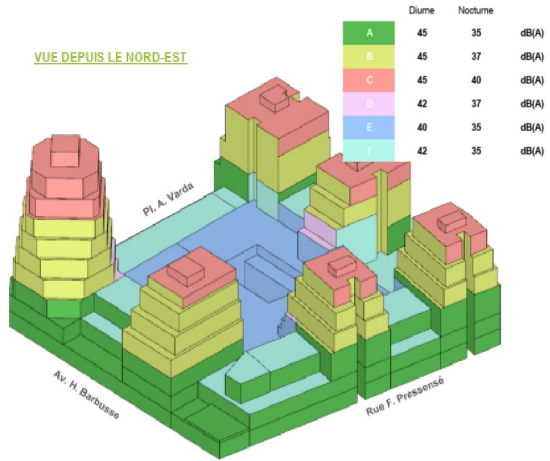 Diurne Nocturne
VUE DEPUIS LE NORD-EST
A 45 35 dB(A)
B 45 37 dB(A)
C 45 40 dB(A)
D 42 37 dB(A)
E 40 35 dB(A)
F 42 35 dB(A)
Pl. A. Varda
Av. H. Barbusse
Rue F. Pressensé